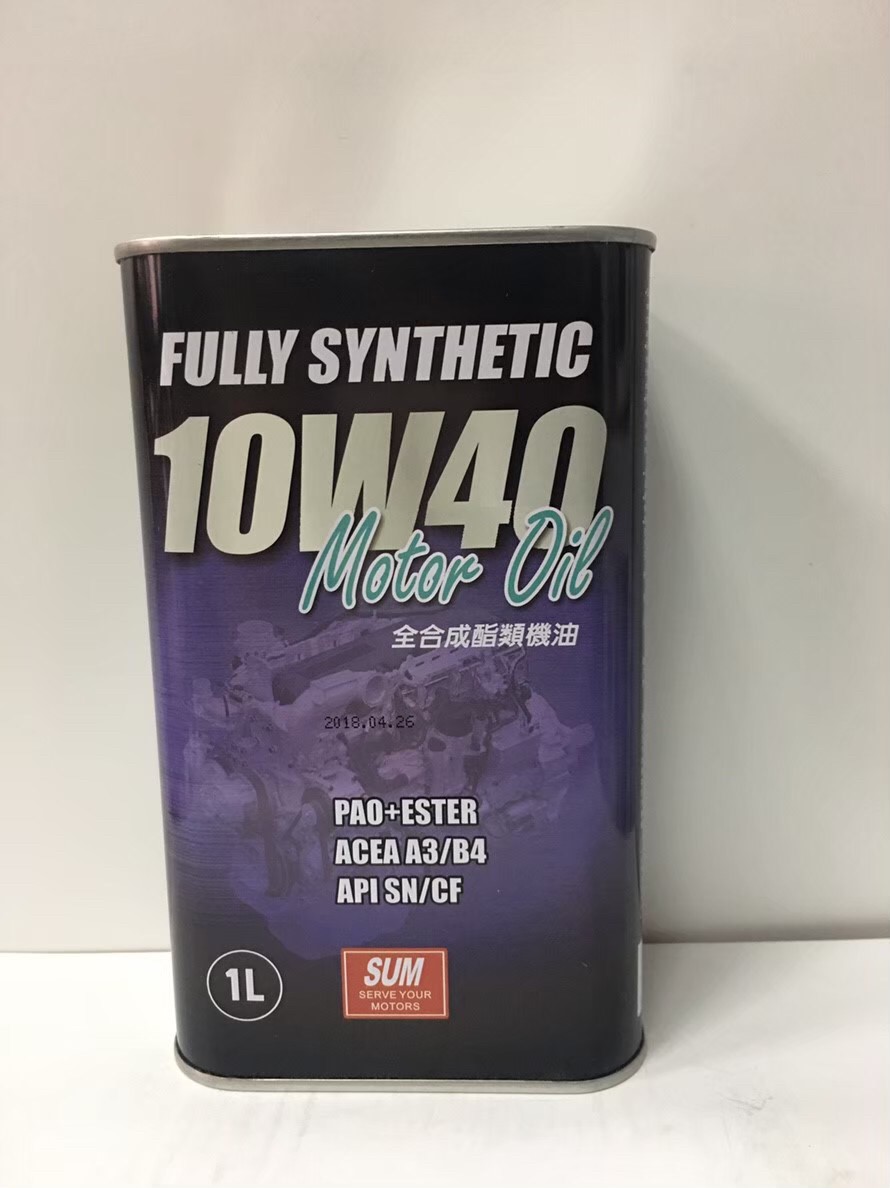 FULLY SYNTHETIC
10W40
Motor Oil
全合成酯類機油
2018.04.26
PAO+ESTER
ACEA A3/B4
API SN/CF
1L
SUM
SERVE YOUR
MOTORS